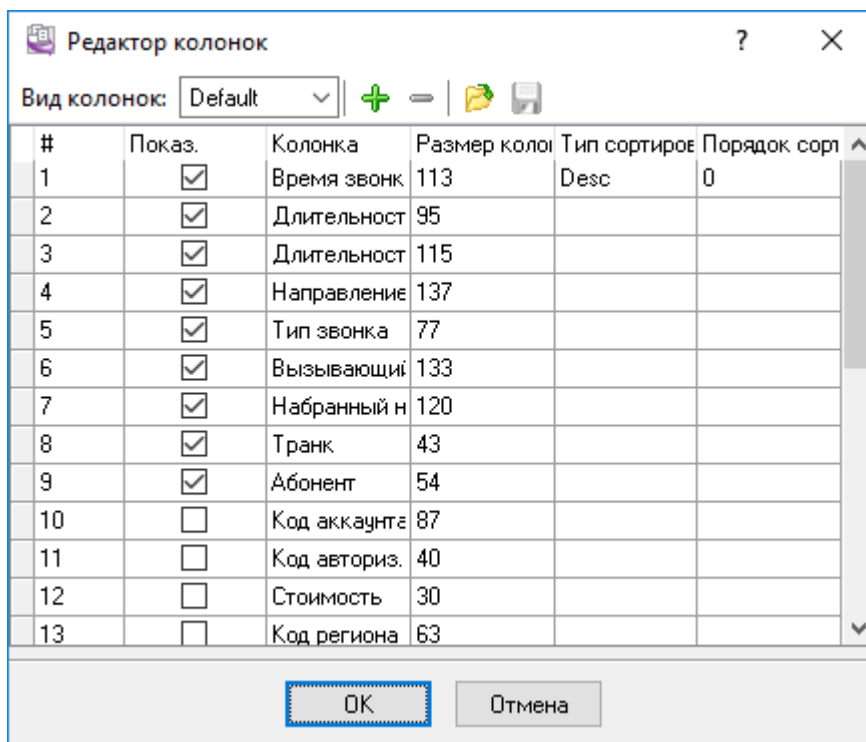 Редактор колонок ?
Вид колонок: Default
# Показ. Колонка Размер коло Тип сортиров Порядок сорт
1 Время звонк 113 Desc 0
2 Длительност 95
3 Длительност 115
4 Направление 137
5 Тип звонка 77
6 Вызывающий 133
7 Набранный н 120
8 Транк 43
9 Абонент 54
10 Код аккаунта 87
11 Код авториз. 40
12 Стоимость 30
13 Код региона 63
OK Отмена